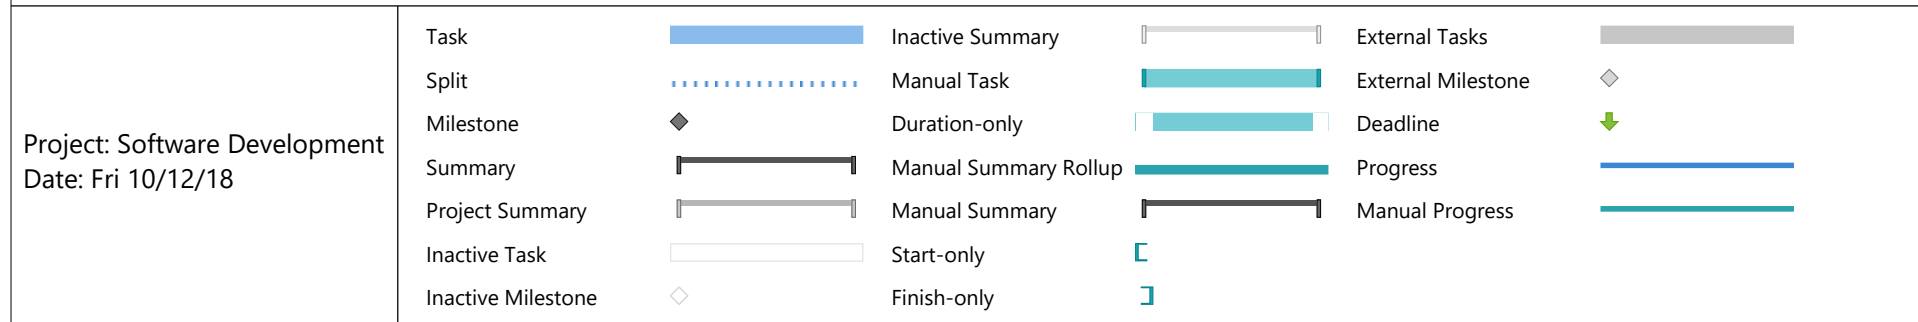 Project: Software Development
Date: Fri 10/12/18
Task
Split
Milestone
Summary
Project Summary
Inactive Task
Inactive Milestone
Inactive Summary
Manual Task
Duration-only
Manual Summary Rollup
Manual Summary
Start-only
Finish-only
External Tasks
External Milestone
Deadline
Progress
Manual Progress